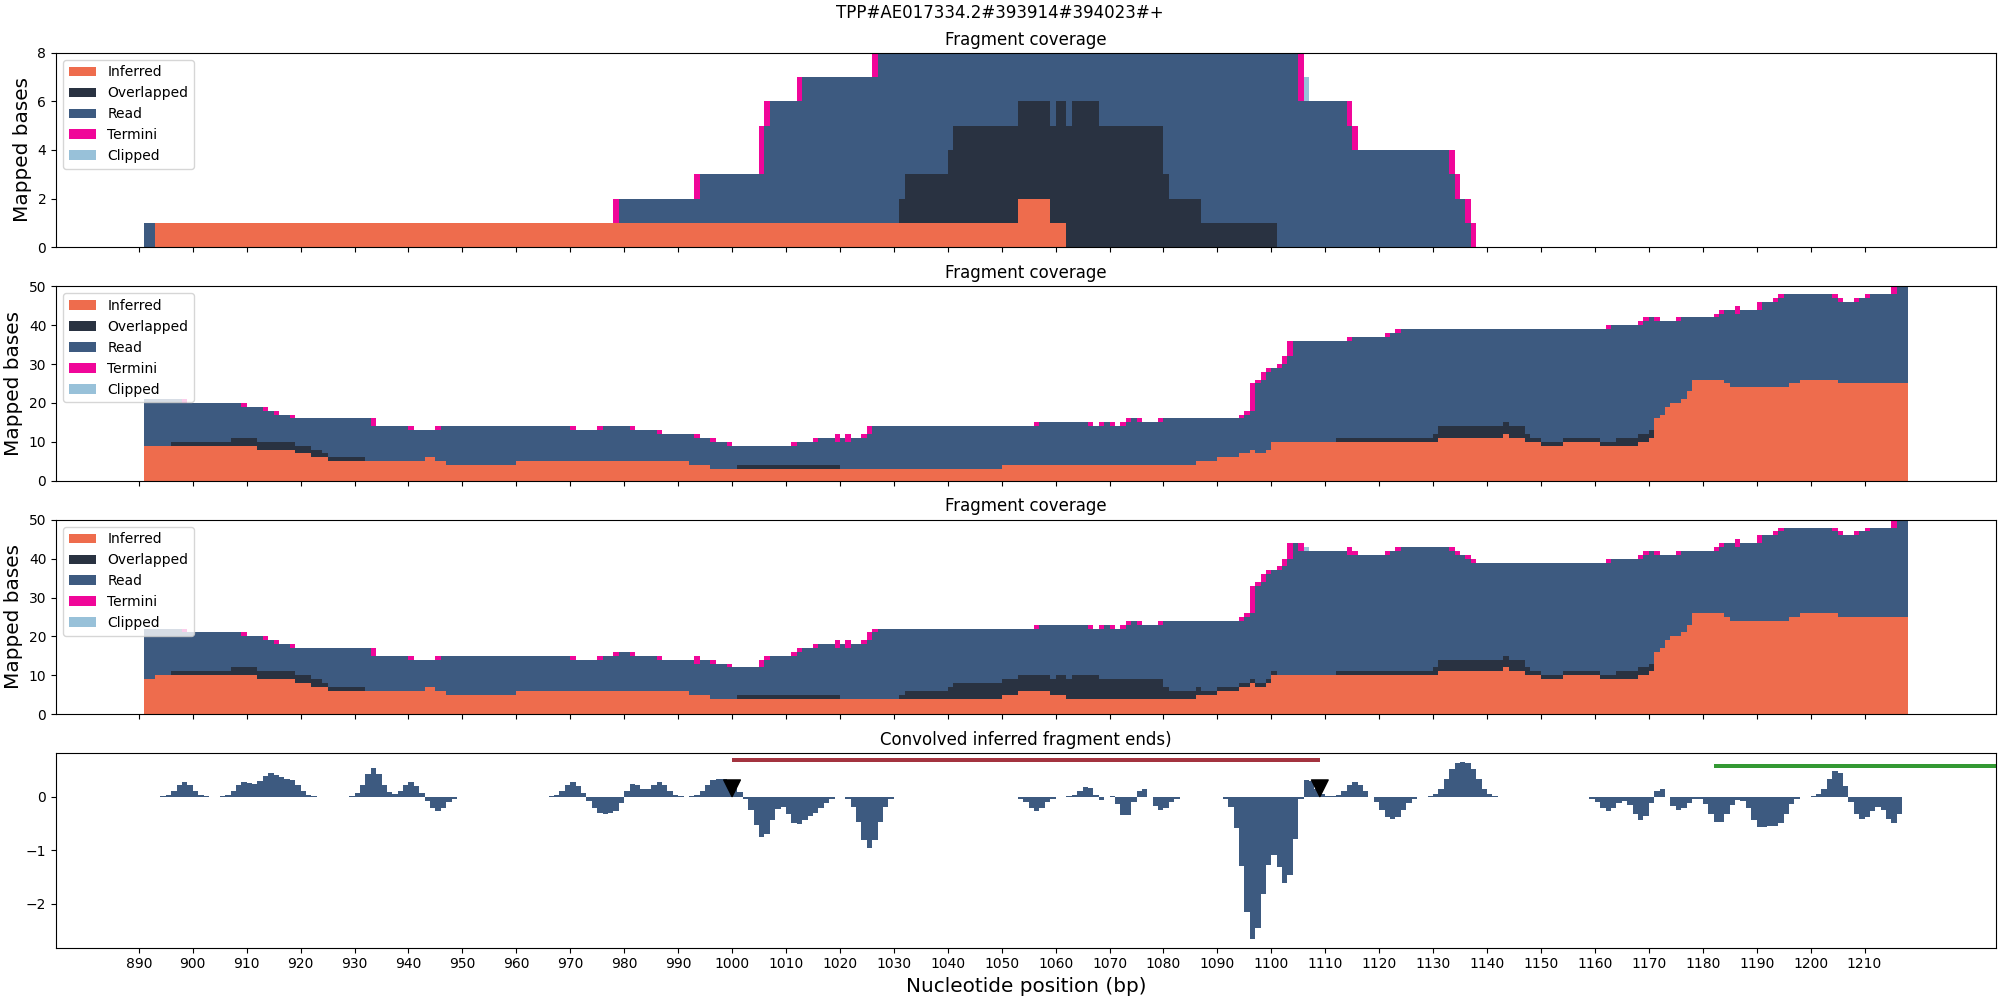 TPP#AE017334.2#393914#394023#+
Fragment coverage
Mapped bases
8
6
4
2
0
Inferred
Overlapped
Read
Termini
Clipped
Fragment coverage
Mapped bases
50
40
30
20
10
0
Inferred
Overlapped
Read
Termini
Clipped
Fragment coverage
Mapped bases
50
40
30
20
10
0
Inferred
Overlapped
Read
Termini
Clipped
Convolved inferred fragment ends)
0
−1
−2
890 900 910 920 930 940 950 960 970 980 990 1000 1010 1020 1030 1040 1050 1060 1070 1080 1090 1100 1110 1120 1130 1140 1150 1160 1170 1180 1190 1200 1210
Nucleotide position (bp)